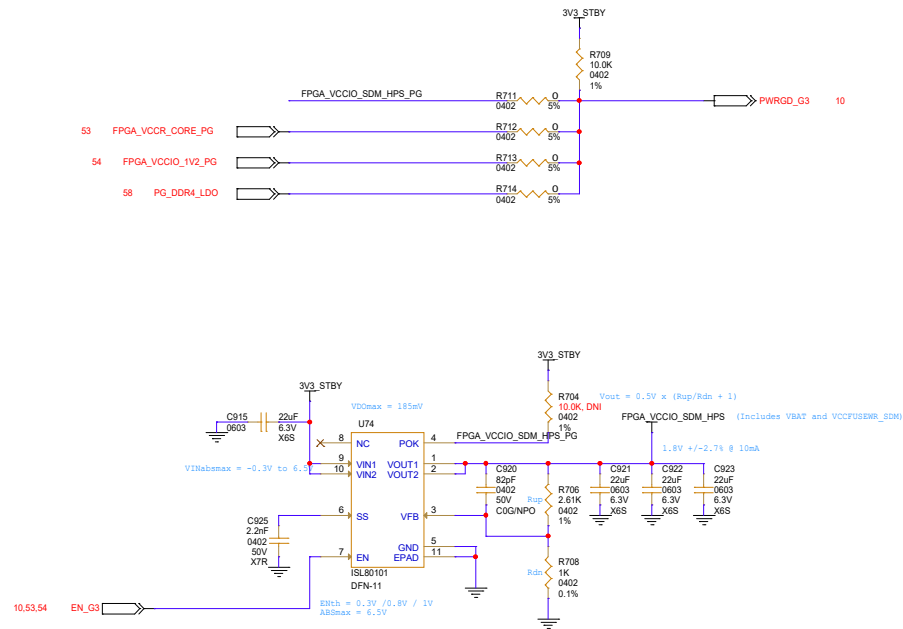 3V3_STBY
R709
10.0K
0402
1%
FPGA_VCCIO_SDM_HPS_PG
R711 0
0402 5%
PWRGD_G3 10
53 FPGA_VCCR_CORE_PG
R712 0
0402 5%
54 FPGA_VCCIO_1V2_PG
R713 0
0402 5%
58 PG_DDR4_LDO
R714 0
0402 5%
3V3_STBY
3V3_STBY
R704
10.0K, DNI
0402
1%
Vout = 0.5V x (Rup/Rdn + 1)
VDOmax = 185mV
C915 22uF
0603 6.3V
X6S
U74
FPGA_VCCIO_SDM_HPS (Includes VBAT and VCCFUSEWR_SDM)
FPGA_VCCIO_SDM_HPS_PG
8 NC POK 4
1.8V +/-2.7% @ 10mA
VINabsmax = -0.3V to 6.5V
9 VIN1 VOUT1 1
10 VIN2 VOUT2 2
C920
82pF
0402
50V
C0G/NPO
Rup
R706
2.61K
0402
1%
C921
22uF
0603
6.3V
X6S
C922
22uF
0603
6.3V
X6S
C923
22uF
0603
6.3V
X6S
6 SS VFB 3
C925
2.2nF
0402
50V
X7R
GND 5
7 EN EPAD 11
ISL80101
DFN-11
Rdn
R708
1K
0402
0.1%
10,53,54 EN_G3
ENth = 0.3V /0.8V / 1V
ABSmax = 6.5V